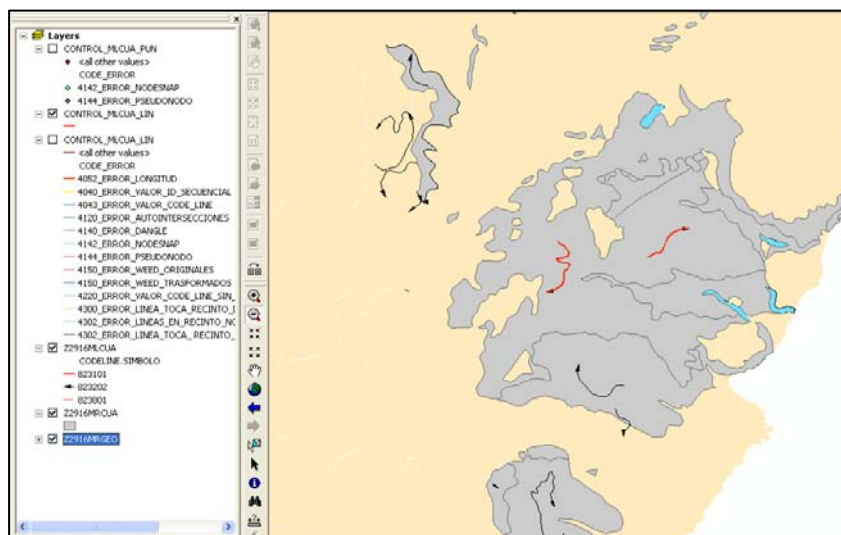 Layers
CONTROL_MLCUA_PUN
<all other values>
CODE_ERROR
4142_ERROR_NODESNAP
4144_ERROR_PSEUDONODO
CONTROL_MLCUA_LIN
CONTROL_MLCUA_LIN
<all other values>
CODE_ERROR
4052_ERROR_LONGITUD
4040_ERROR_VALOR_ID_SECUENCIAL
4043_ERROR_VALOR_CODE_LINE
4120_ERROR_AUTOINTERSECCIONES
4140_ERROR_DANGLE
4142_ERROR_NODESNAP
4144_ERROR_PSEUDONODO
4150_ERROR_WEED_ORIGINALES
4150_ERROR_WEED_TRASFORMADOS
4220_ERROR_VALOR_CODE_LINE_SIN_
4300_ERROR_LINEA_TOCA_RECINTO_
4302_ERROR_LINEAS_EN_RECINTO_NO
4302_ERROR_LINEA_TOCA_RECINTO_
Z2916MLCUA
CODELINE.SIMBOLO
823101
823202
823801
Z2916MRCUA
Z2916MRGEO